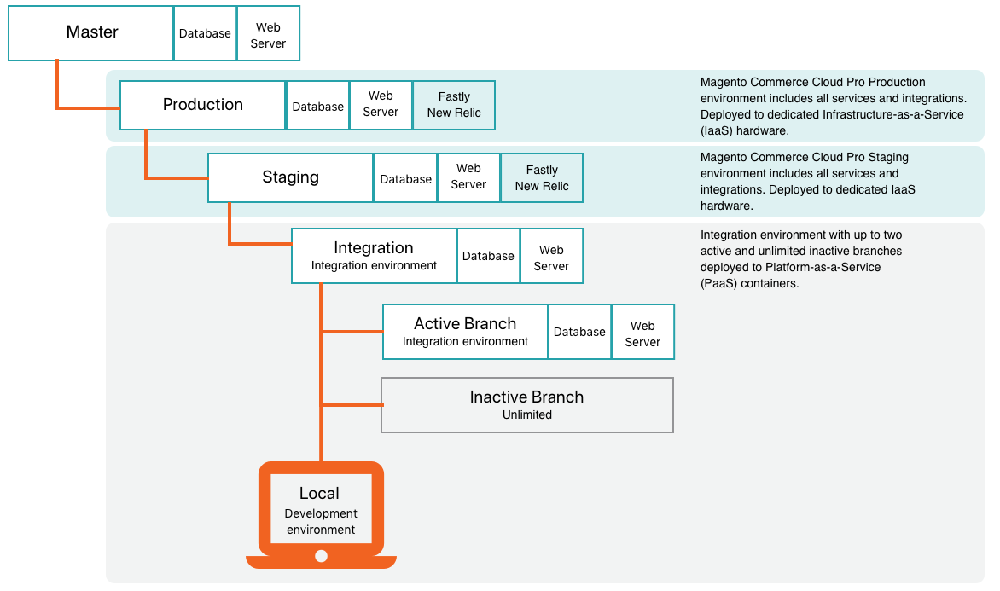 Master
Database
Web
Server
Production
Database
Web
Server
Fastly
New Relic
Magento Commerce Cloud Pro Production
environment includes all services and integrations.
Deployed to dedicated Infrastructure-as-a-Service
(IaaS) hardware.
Staging
Database
Web
Server
Fastly
New Relic
Magento Commerce Cloud Pro Staging
environment includes all services and
integrations. Deployed to dedicated IaaS
hardware.
Integration
Integration environment
Database
Web
Server
Integration environment with up to two
active and unlimited inactive branches
deployed to Platform-as-a-Service
(PaaS) containers.
Active Branch
Integration environment
Database
Web
Server
Inactive Branch
Unlimited
Local
Development
environment